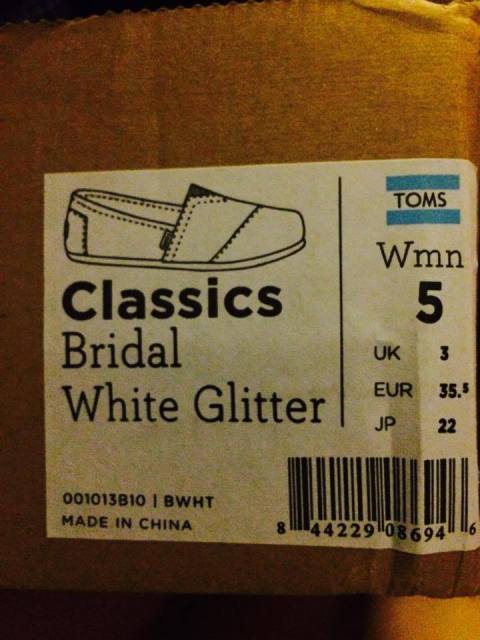 Classics
Bridal
White Glitter
001013B10 | BWHT
MADE IN CHINA
TOMS
Wmn
5
UK 3
EUR 35.5
JP 22
8 44229 08694 6